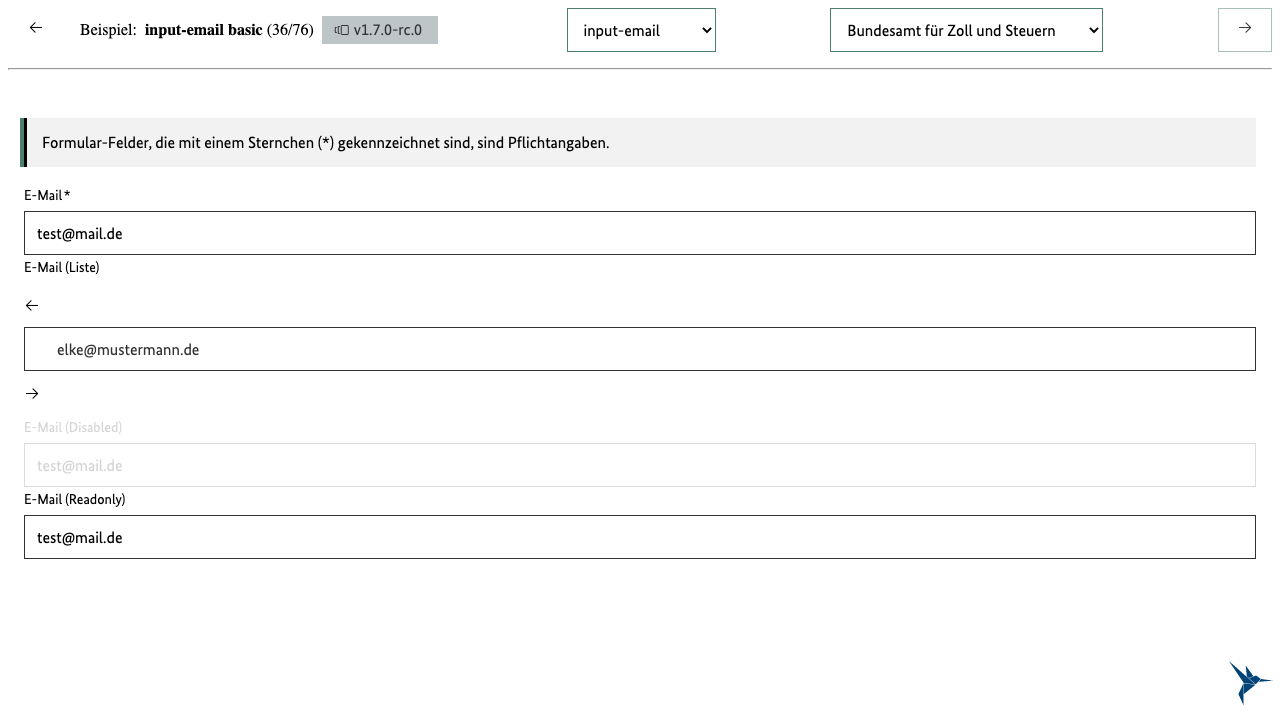 Beispiel: input-email basic (36/76) v1.7.0-rc.0 input-email Bundesamt für Zoll und Steuern
Formular-Felder, die mit einem Sternchen (*) gekennzeichnet sind, sind Pflichtangaben.
E-Mail*
test@mail.de
E-Mail (Liste)
elke@mustermann.de
E-Mail (Disabled)
test@mail.de
E-Mail (Readonly)
test@mail.de